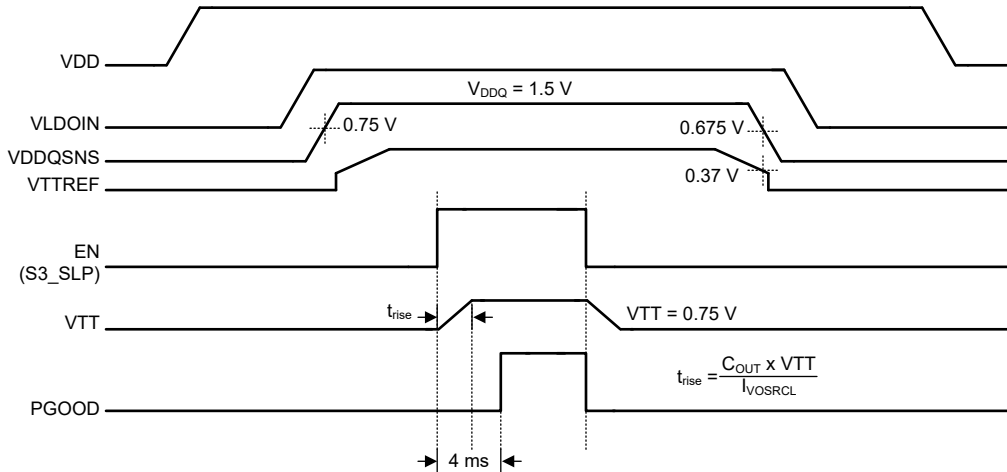 VDD
V_DDQ = 1.5 V
VLDOIN
0.75 V
0.675 V
VDDQSNS
VTTREF
0.37 V
EN
(S3_SLP)
t_rise
VTT
VTT = 0.75 V
t_rise = C_OUT x VTT
I_VOSRCL
PGOOD
4 ms